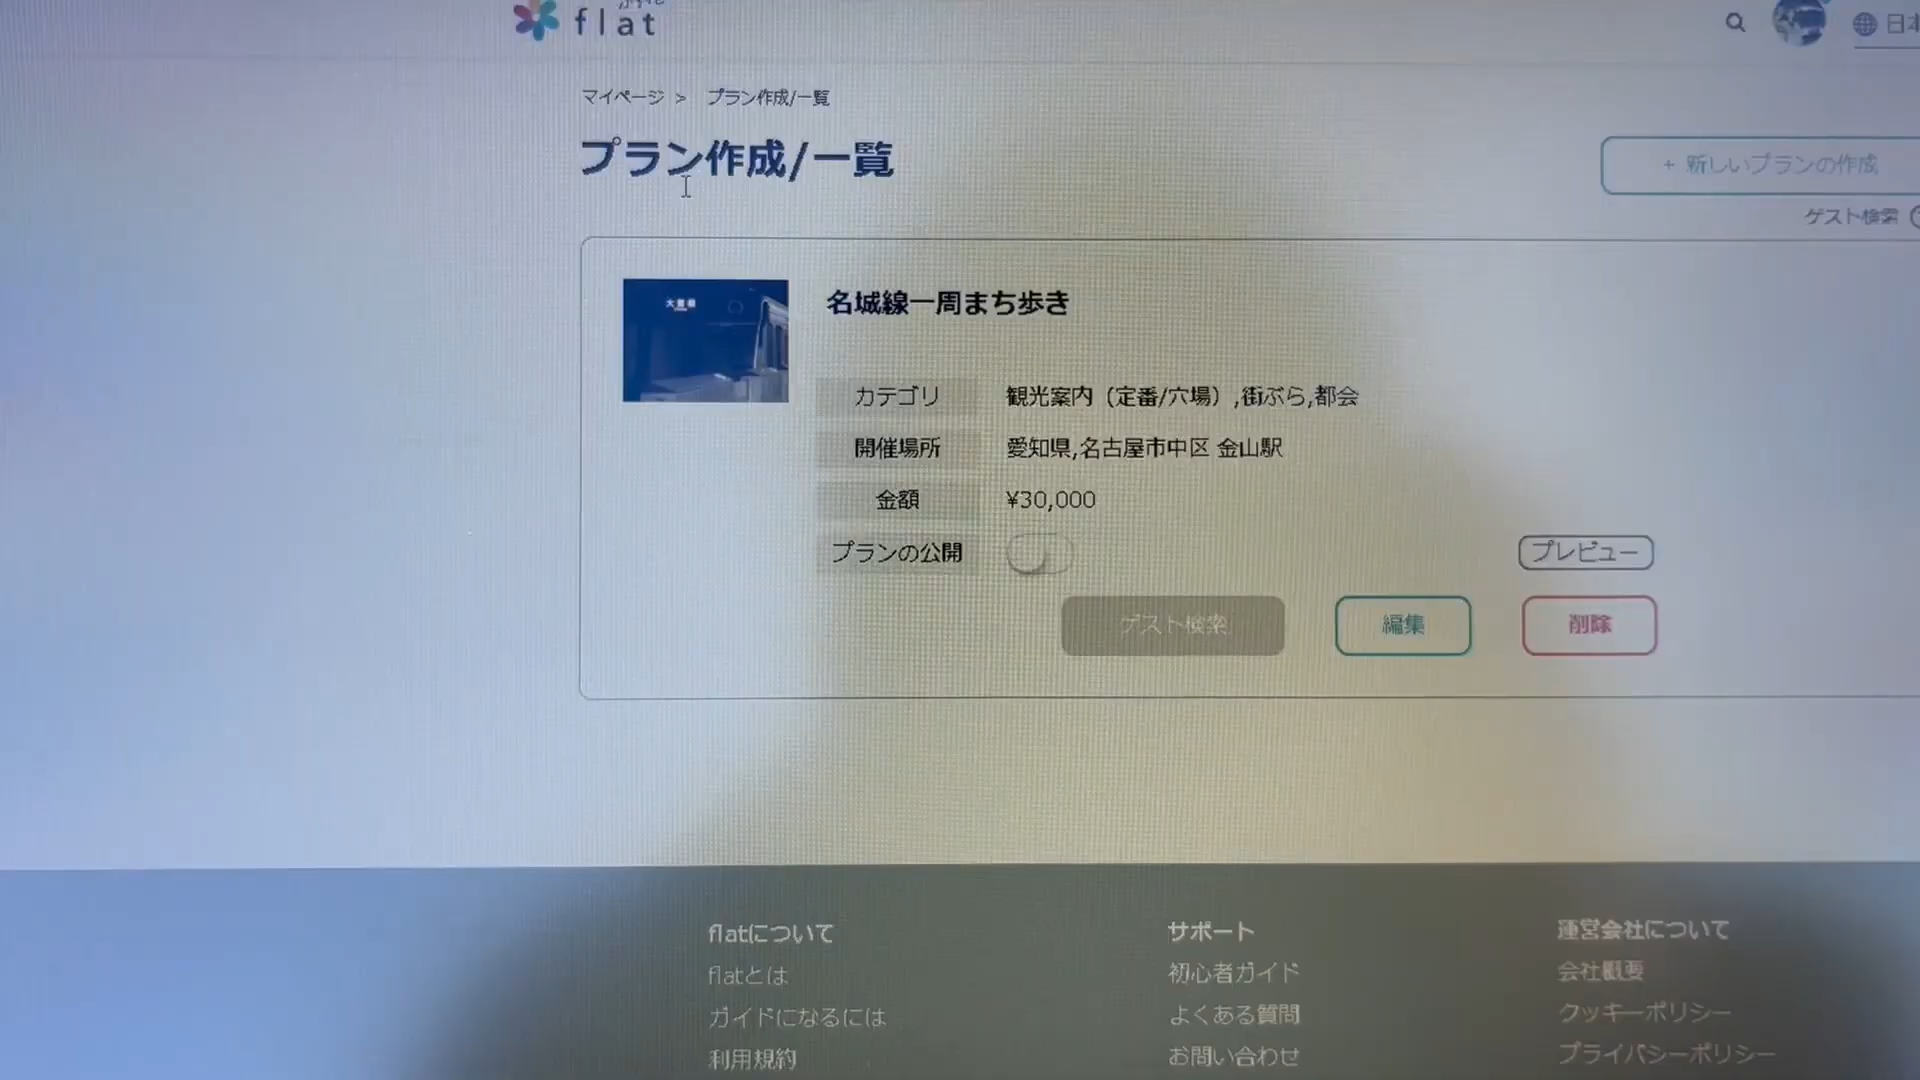 flat
日本
マイページ > プラン作成/一覧
プラン作成/一覧
+ 新しいプランの作成
ゲスト検索
名城線一周まち歩き
カテゴリ 観光案内（定番/穴場）,街ぶら,都会
開催場所 愛知県,名古屋市中区 金山駅
金額 ¥30,000
プランの公開
プレビュー
ゲスト検索 編集 削除
flatについて サポート 運営会社について
flatとは 初心者ガイド 会社概要
ガイドになるには よくある質問 クッキーポリシー
利用規約 お問い合わせ プライバシーポリシー